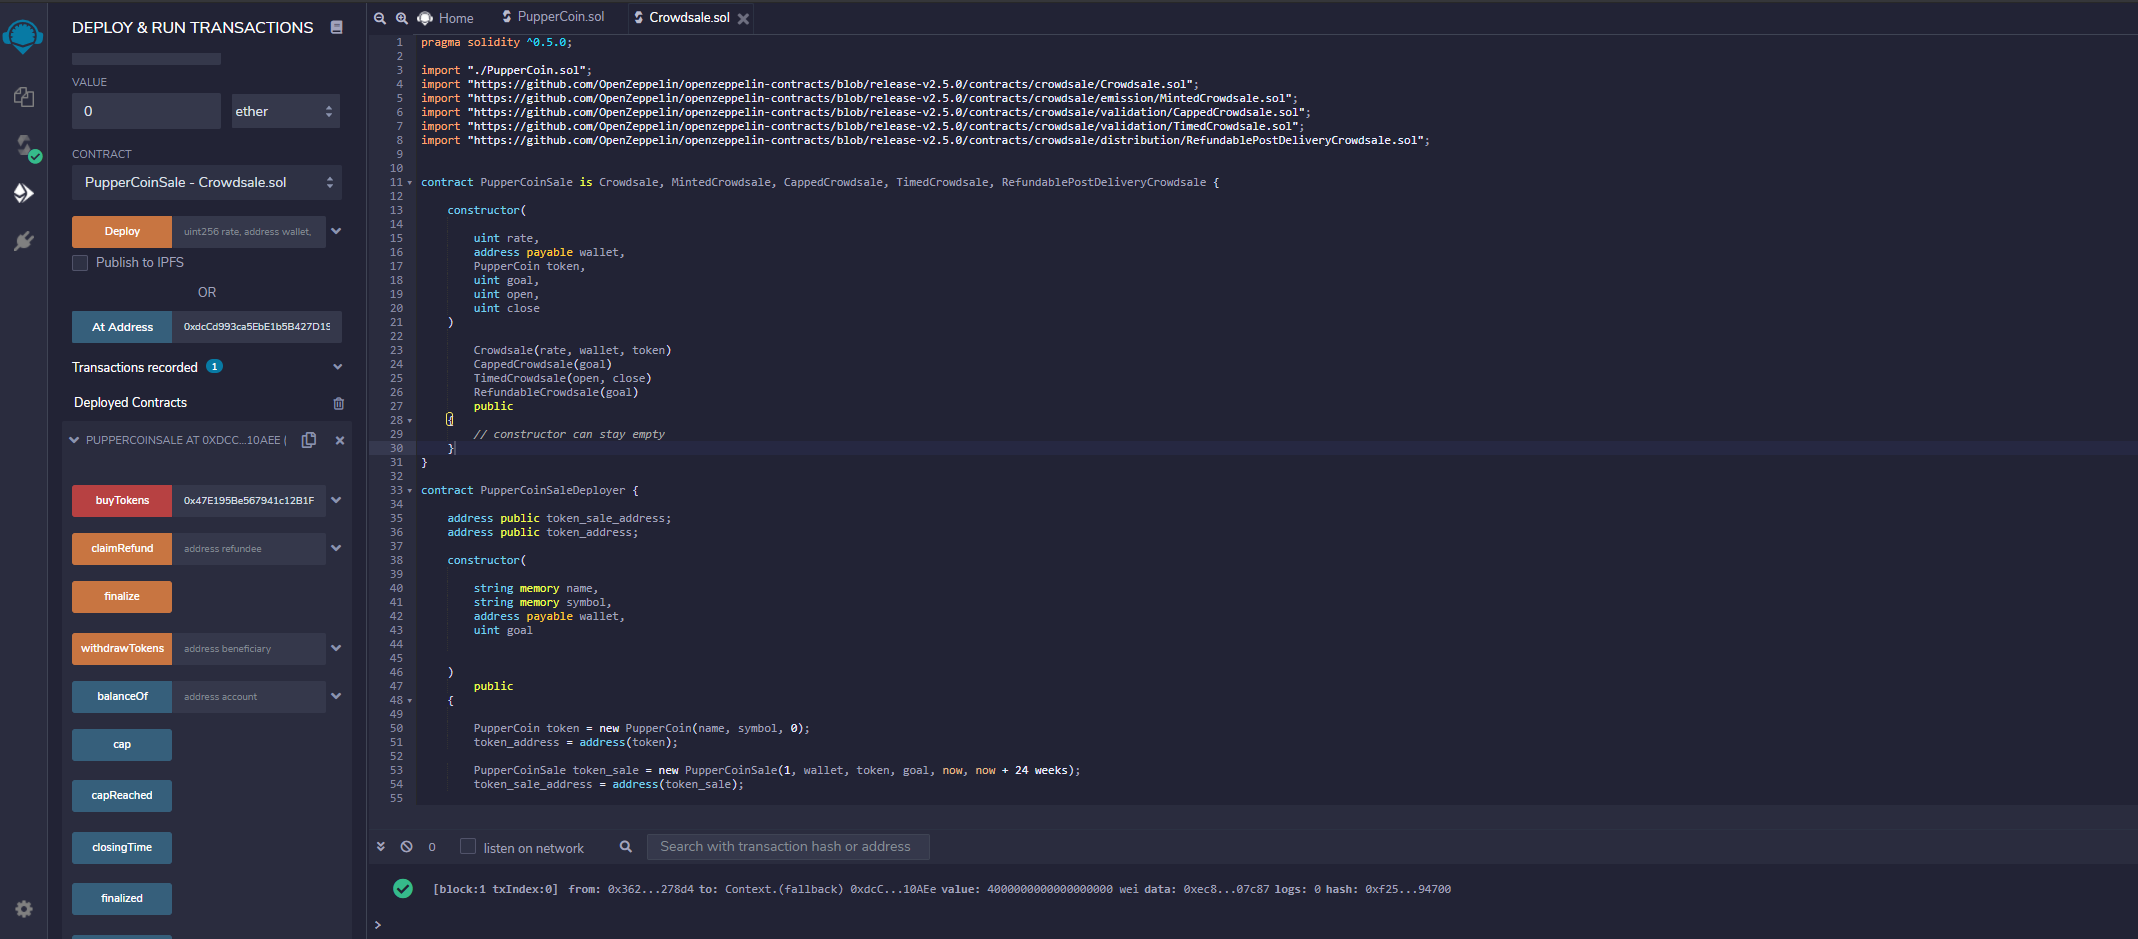 DEPLOY & RUN TRANSACTIONS
VALUE
0
ether
CONTRACT
PupperCoinSale - Crowdsale.sol
Deploy
uint256 rate, address wallet,
Publish to IPFS
OR
At Address
0xdcCd993ca5EbE1b5B427D19
Transactions recorded 1
Deployed Contracts
PUPPERCOINSALE AT 0XDCC...10AEE (
buyTokens
0x47E195Be567941c12B1F
claimRefund
address refundee
finalize
withdrawTokens
address beneficiary
balanceOf
address account
cap
capReached
closingTime
finalized
Home
PupperCoin.sol
Crowdsale.sol
1 pragma solidity ^0.5.0;
2
3 import "./PupperCoin.sol";
4 import "https://github.com/OpenZeppelin/openzeppelin-contracts/blob/release-v2.5.0/contracts/crowdsale/Crowdsale.sol";
5 import "https://github.com/OpenZeppelin/openzeppelin-contracts/blob/release-v2.5.0/contracts/crowdsale/emission/MintedCrowdsale.sol";
6 import "https://github.com/OpenZeppelin/openzeppelin-contracts/blob/release-v2.5.0/contracts/crowdsale/validation/CappedCrowdsale.sol";
7 import "https://github.com/OpenZeppelin/openzeppelin-contracts/blob/release-v2.5.0/contracts/crowdsale/validation/TimedCrowdsale.sol";
8 import "https://github.com/OpenZeppelin/openzeppelin-contracts/blob/release-v2.5.0/contracts/crowdsale/distribution/RefundablePostDeliveryCrowdsale.sol";
9
10
11 contract PupperCoinSale is Crowdsale, MintedCrowdsale, CappedCrowdsale, TimedCrowdsale, RefundablePostDeliveryCrowdsale {
12
13 constructor(
14
15 uint rate,
16 address payable wallet,
17 PupperCoin token,
18 uint goal,
19 uint open,
20 uint close
21 )
22
23 Crowdsale(rate, wallet, token)
24 CappedCrowdsale(goal)
25 TimedCrowdsale(open, close)
26 RefundableCrowdsale(goal)
27 public
28 {
29 // constructor can stay empty
30 }
31 }
32
33 contract PupperCoinSaleDeployer {
34
35 address public token_sale_address;
36 address public token_address;
37
38 constructor(
39
40 string memory name,
41 string memory symbol,
42 address payable wallet,
43 uint goal
44
45
46 )
47 public
48 {
49
50 PupperCoin token = new PupperCoin(name, symbol, 0);
51 token_address = address(token);
52
53 PupperCoinSale token_sale = new PupperCoinSale(1, wallet, token, goal, now, now + 24 weeks);
54 token_sale_address = address(token_sale);
55
0
listen on network
Search with transaction hash or address
[block:1 txIndex:0] from: 0x362...278d4 to: Context.(fallback) 0xdcC...10AEe value: 4000000000000000000 wei data: 0xec8...07c87 logs: 0 hash: 0xf25...94700
>